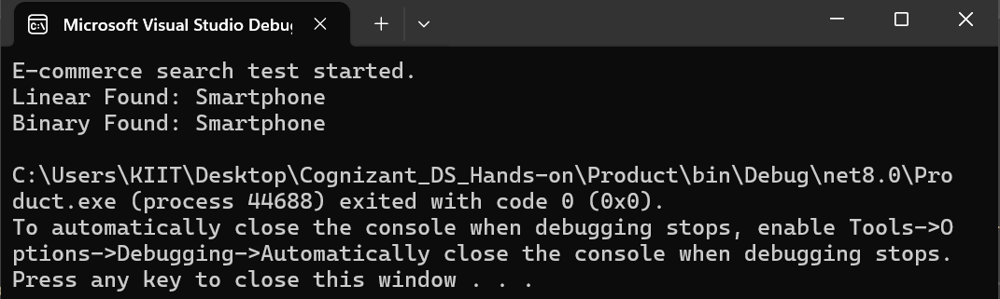 Microsoft Visual Studio Debu
E-commerce search test started.
Linear Found: Smartphone
Binary Found: Smartphone
C:\Users\KIIT\Desktop\Cognizant_DS_Hands-on\Product\bin\Debug\net8.0\Pro
duct.exe (process 44688) exited with code 0 (0x0).
To automatically close the console when debugging stops, enable Tools->O
ptions->Debugging->Automatically close the console when debugging stops.
Press any key to close this window . . .